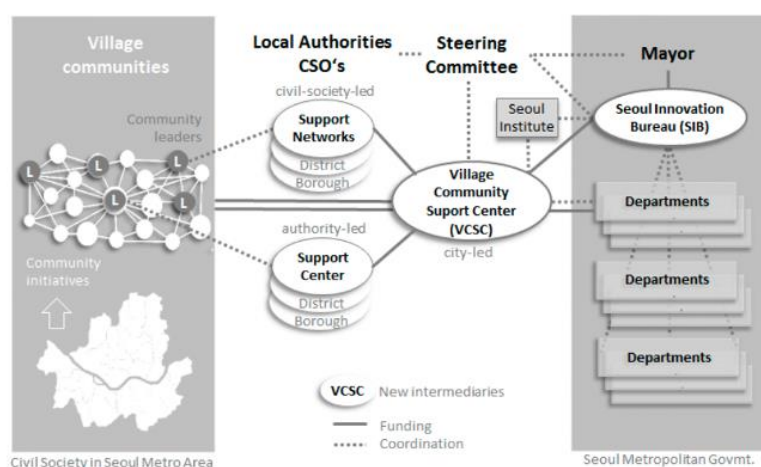 Village
communities
Local Authorities
CSO's
Steering
Committee
Mayor
civil-society-led
Community
leaders
Support
Networks
District
Borough
Seoul
Institute
Seoul Innovation
Bureau (SIB)
L
L
L
L
L
Village
Community
Suport Center
(VCSC)
city-led
Departments
authority-led
Support
Center
District
Borough
Community
initiatives
Departments
Departments
VCSC
New intermediaries
Funding
Coordination
Civil Society in Seoul Metro Area
Seoul Metropolitan Govmt.